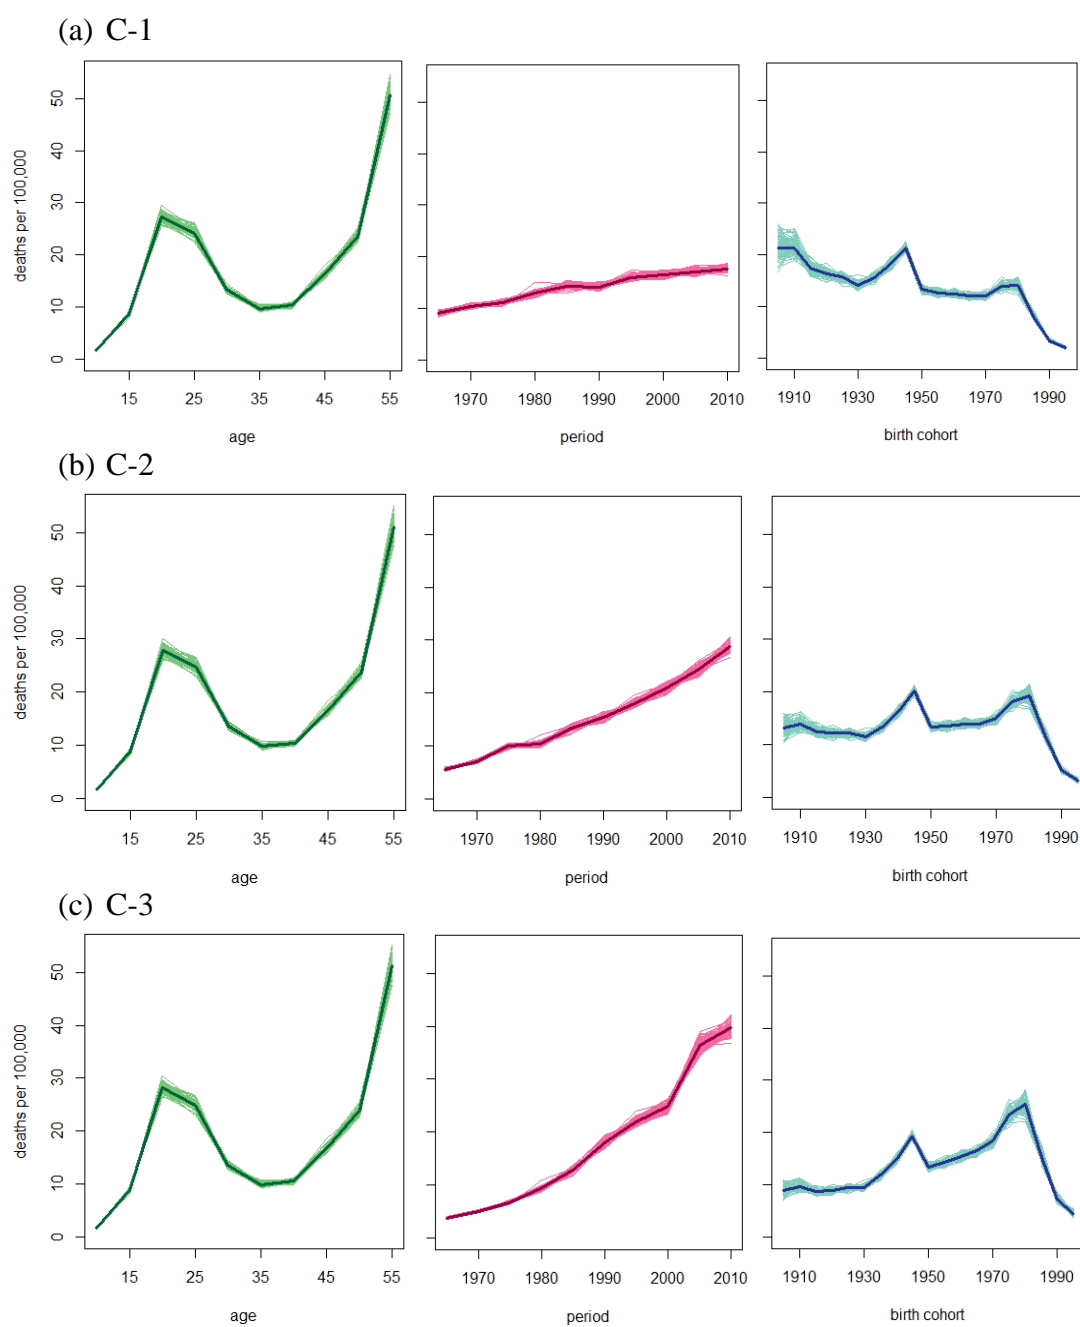 (a) C-1
deaths per 100,000
0 10 20 30 40 50
15 25 35 45 55
1970 1980 1990 2000 2010
1910 1930 1950 1970 1990
age
period
birth cohort
(b) C-2
deaths per 100,000
0 10 20 30 40 50
15 25 35 45 55
1970 1980 1990 2000 2010
1910 1930 1950 1970 1990
age
period
birth cohort
(c) C-3
deaths per 100,000
0 10 20 30 40 50
15 25 35 45 55
1970 1980 1990 2000 2010
1910 1930 1950 1970 1990
age
period
birth cohort